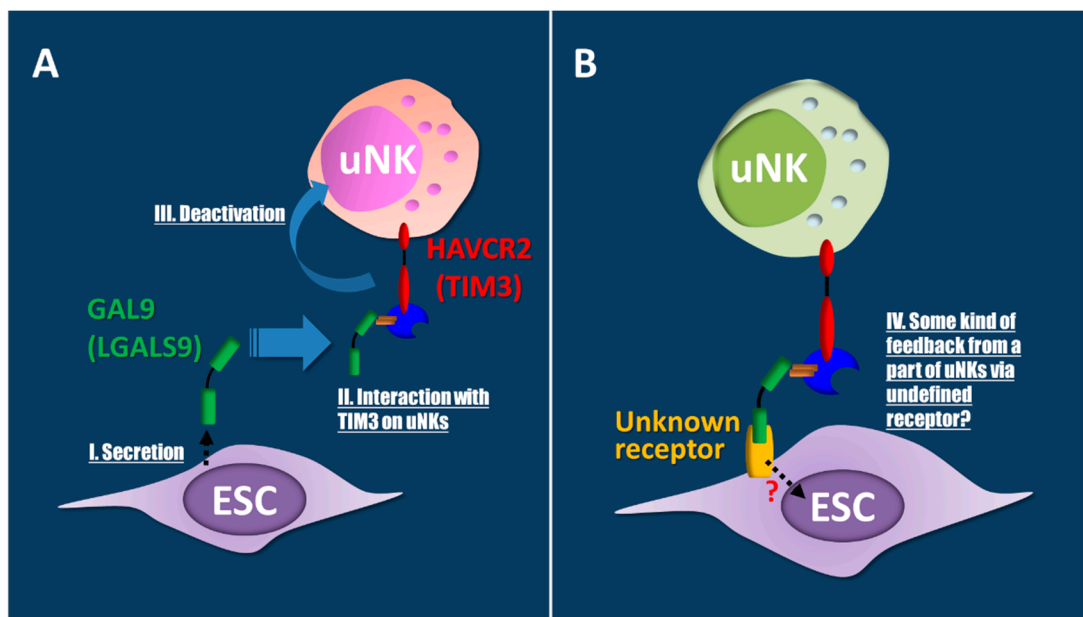 A
uNK
III. Deactivation
HAVCR2
(TIM3)
GAL9
(LGALS9)
II. Interaction with
TIM3 on uNKs
I. Secretion
ESC
B
uNK
IV. Some kind of
feedback from a
part of uNKs via
undefined
receptor?
Unknown
receptor
?
ESC